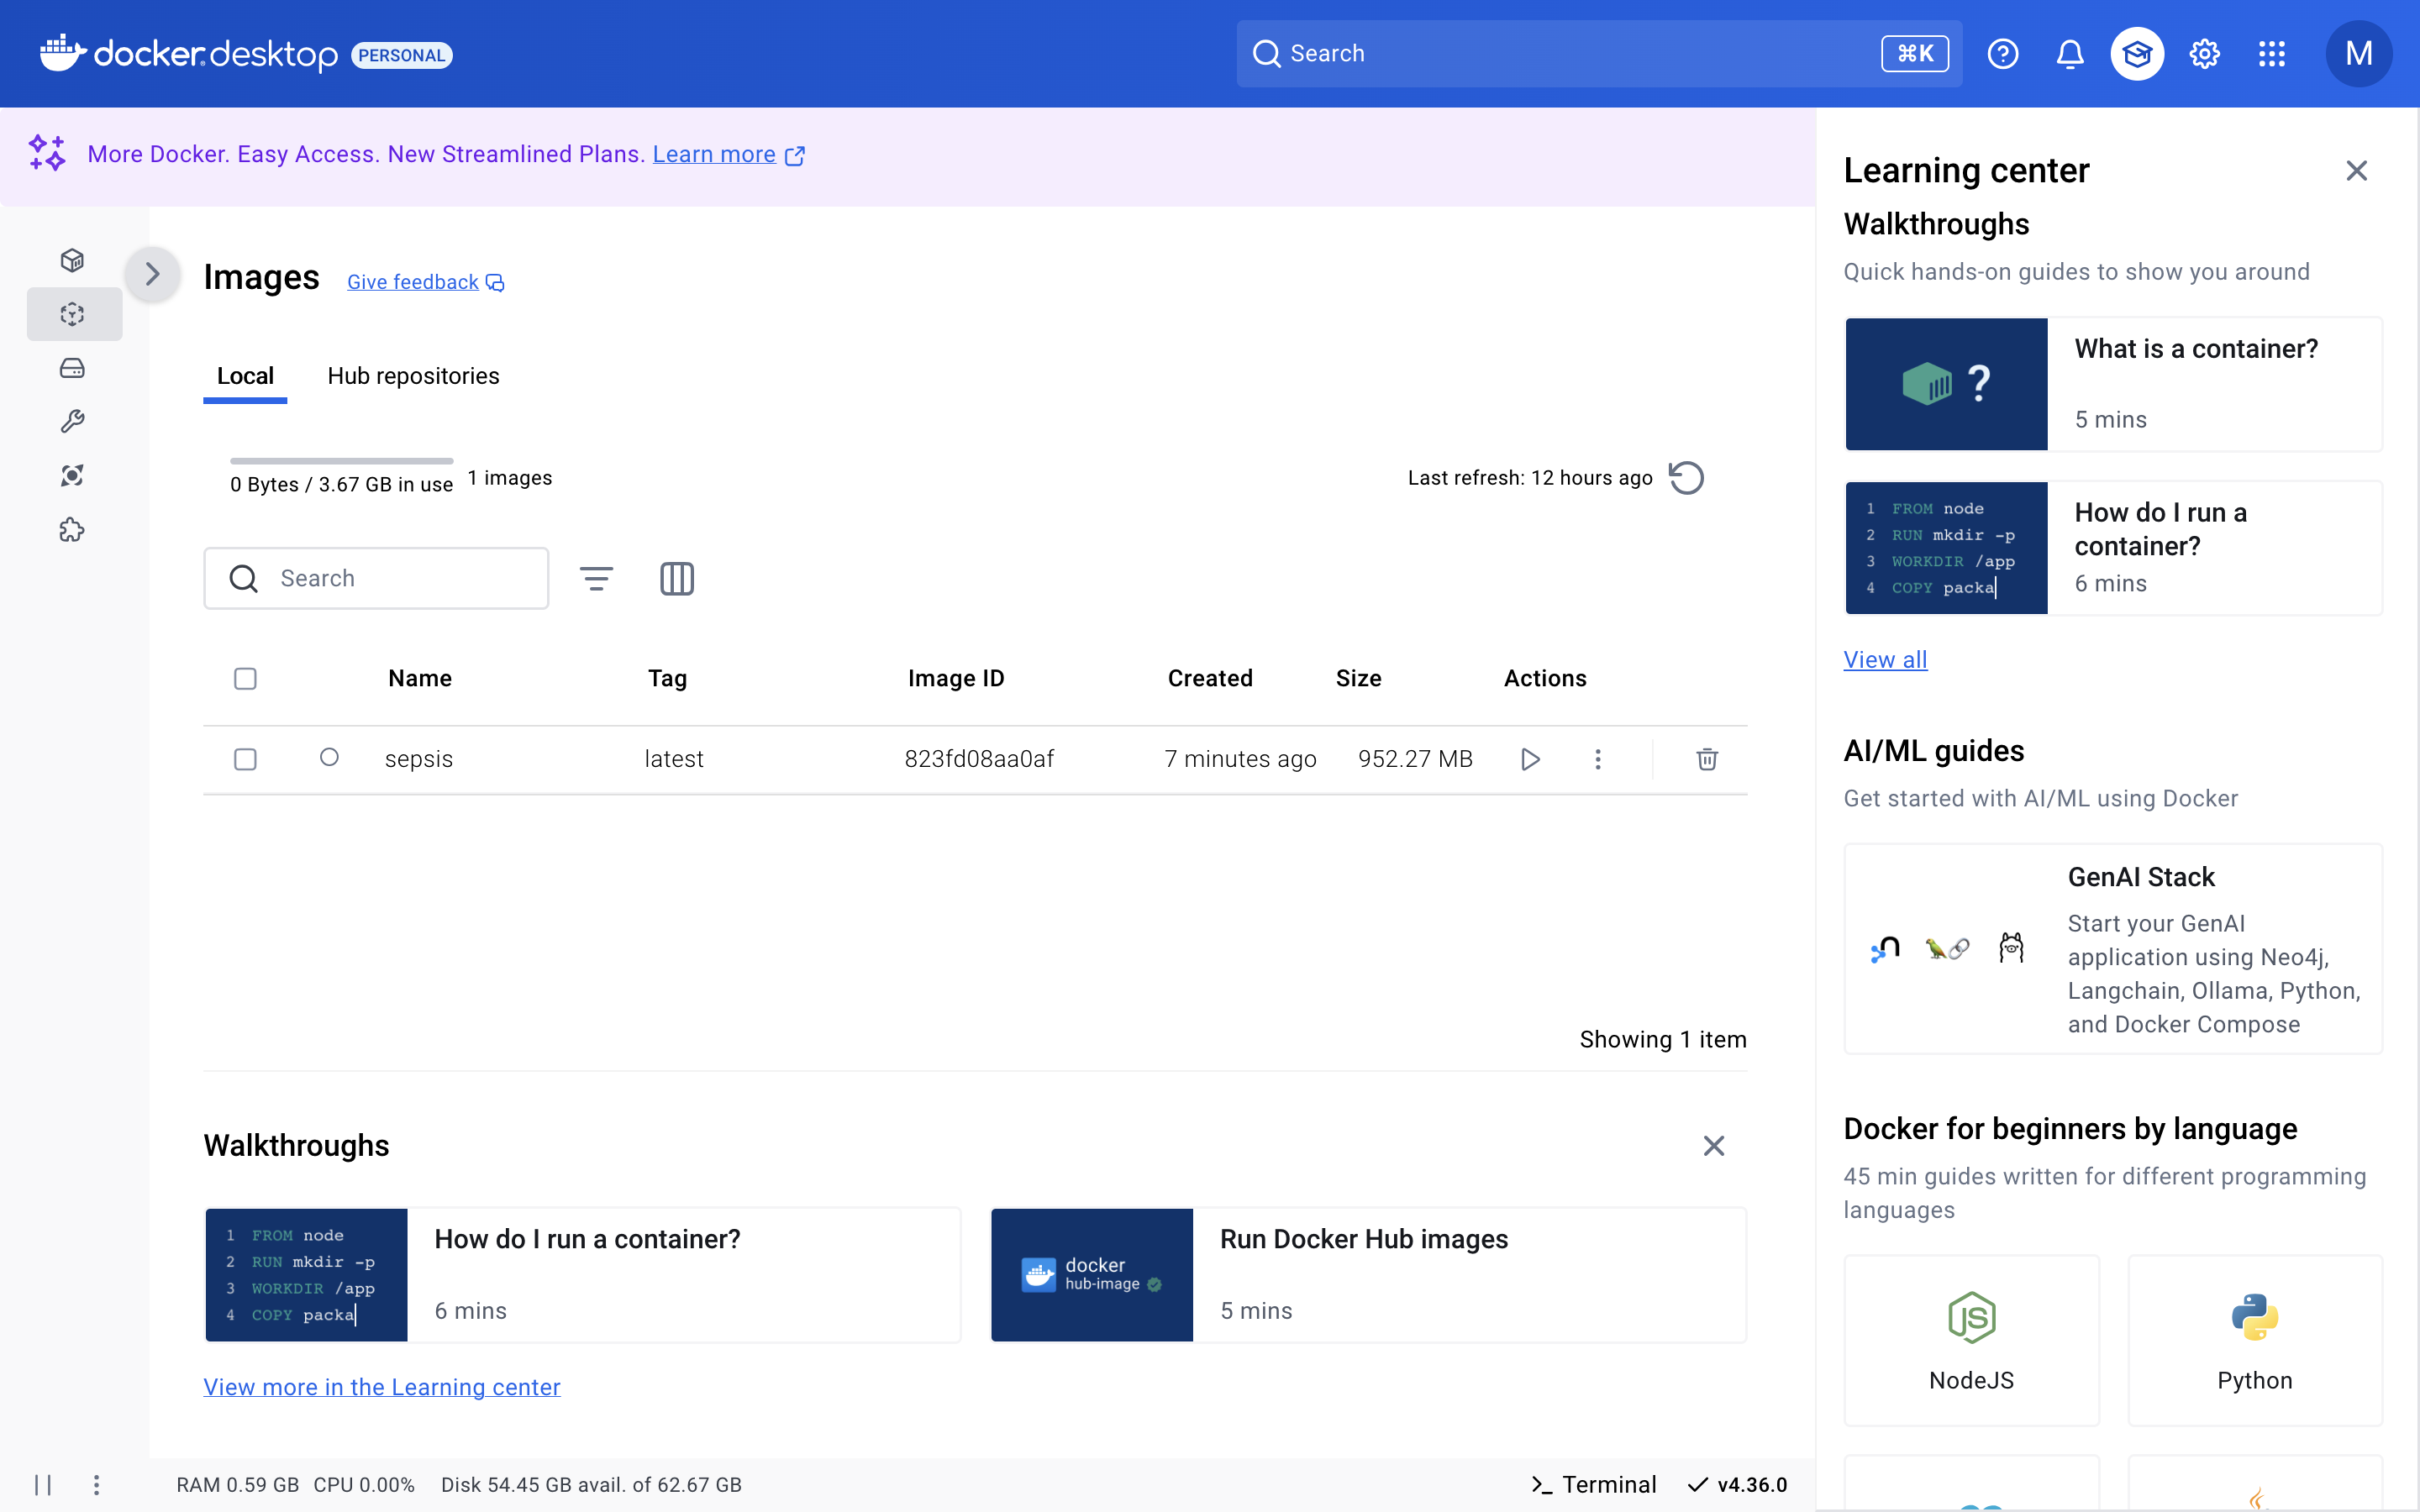 docker desktop PERSONAL
Search
⌘K
M
More Docker. Easy Access. New Streamlined Plans. Learn more
Images Give feedback
Local Hub repositories
0 Bytes / 3.67 GB in use 1 images
Last refresh: 12 hours ago
Search
Name Tag Image ID Created Size Actions
sepsis latest 823fd08aa0af 7 minutes ago 952.27 MB
Showing 1 item
Walkthroughs
1 FROM node
2 RUN mkdir -p
3 WORKDIR /app
4 COPY packa
How do I run a container?
6 mins
docker
hub-image
Run Docker Hub images
5 mins
View more in the Learning center
RAM 0.59 GB CPU 0.00% Disk 54.45 GB avail. of 62.67 GB
>_ Terminal v4.36.0
Learning center
Walkthroughs
Quick hands-on guides to show you around
?
What is a container?
5 mins
1 FROM node
2 RUN mkdir -p
3 WORKDIR /app
4 COPY packa
How do I run a
container?
6 mins
View all
AI/ML guides
Get started with AI/ML using Docker
GenAI Stack
Start your GenAI
application using Neo4j,
Langchain, Ollama, Python,
and Docker Compose
Docker for beginners by language
45 min guides written for different programming
languages
JS
NodeJS
Python